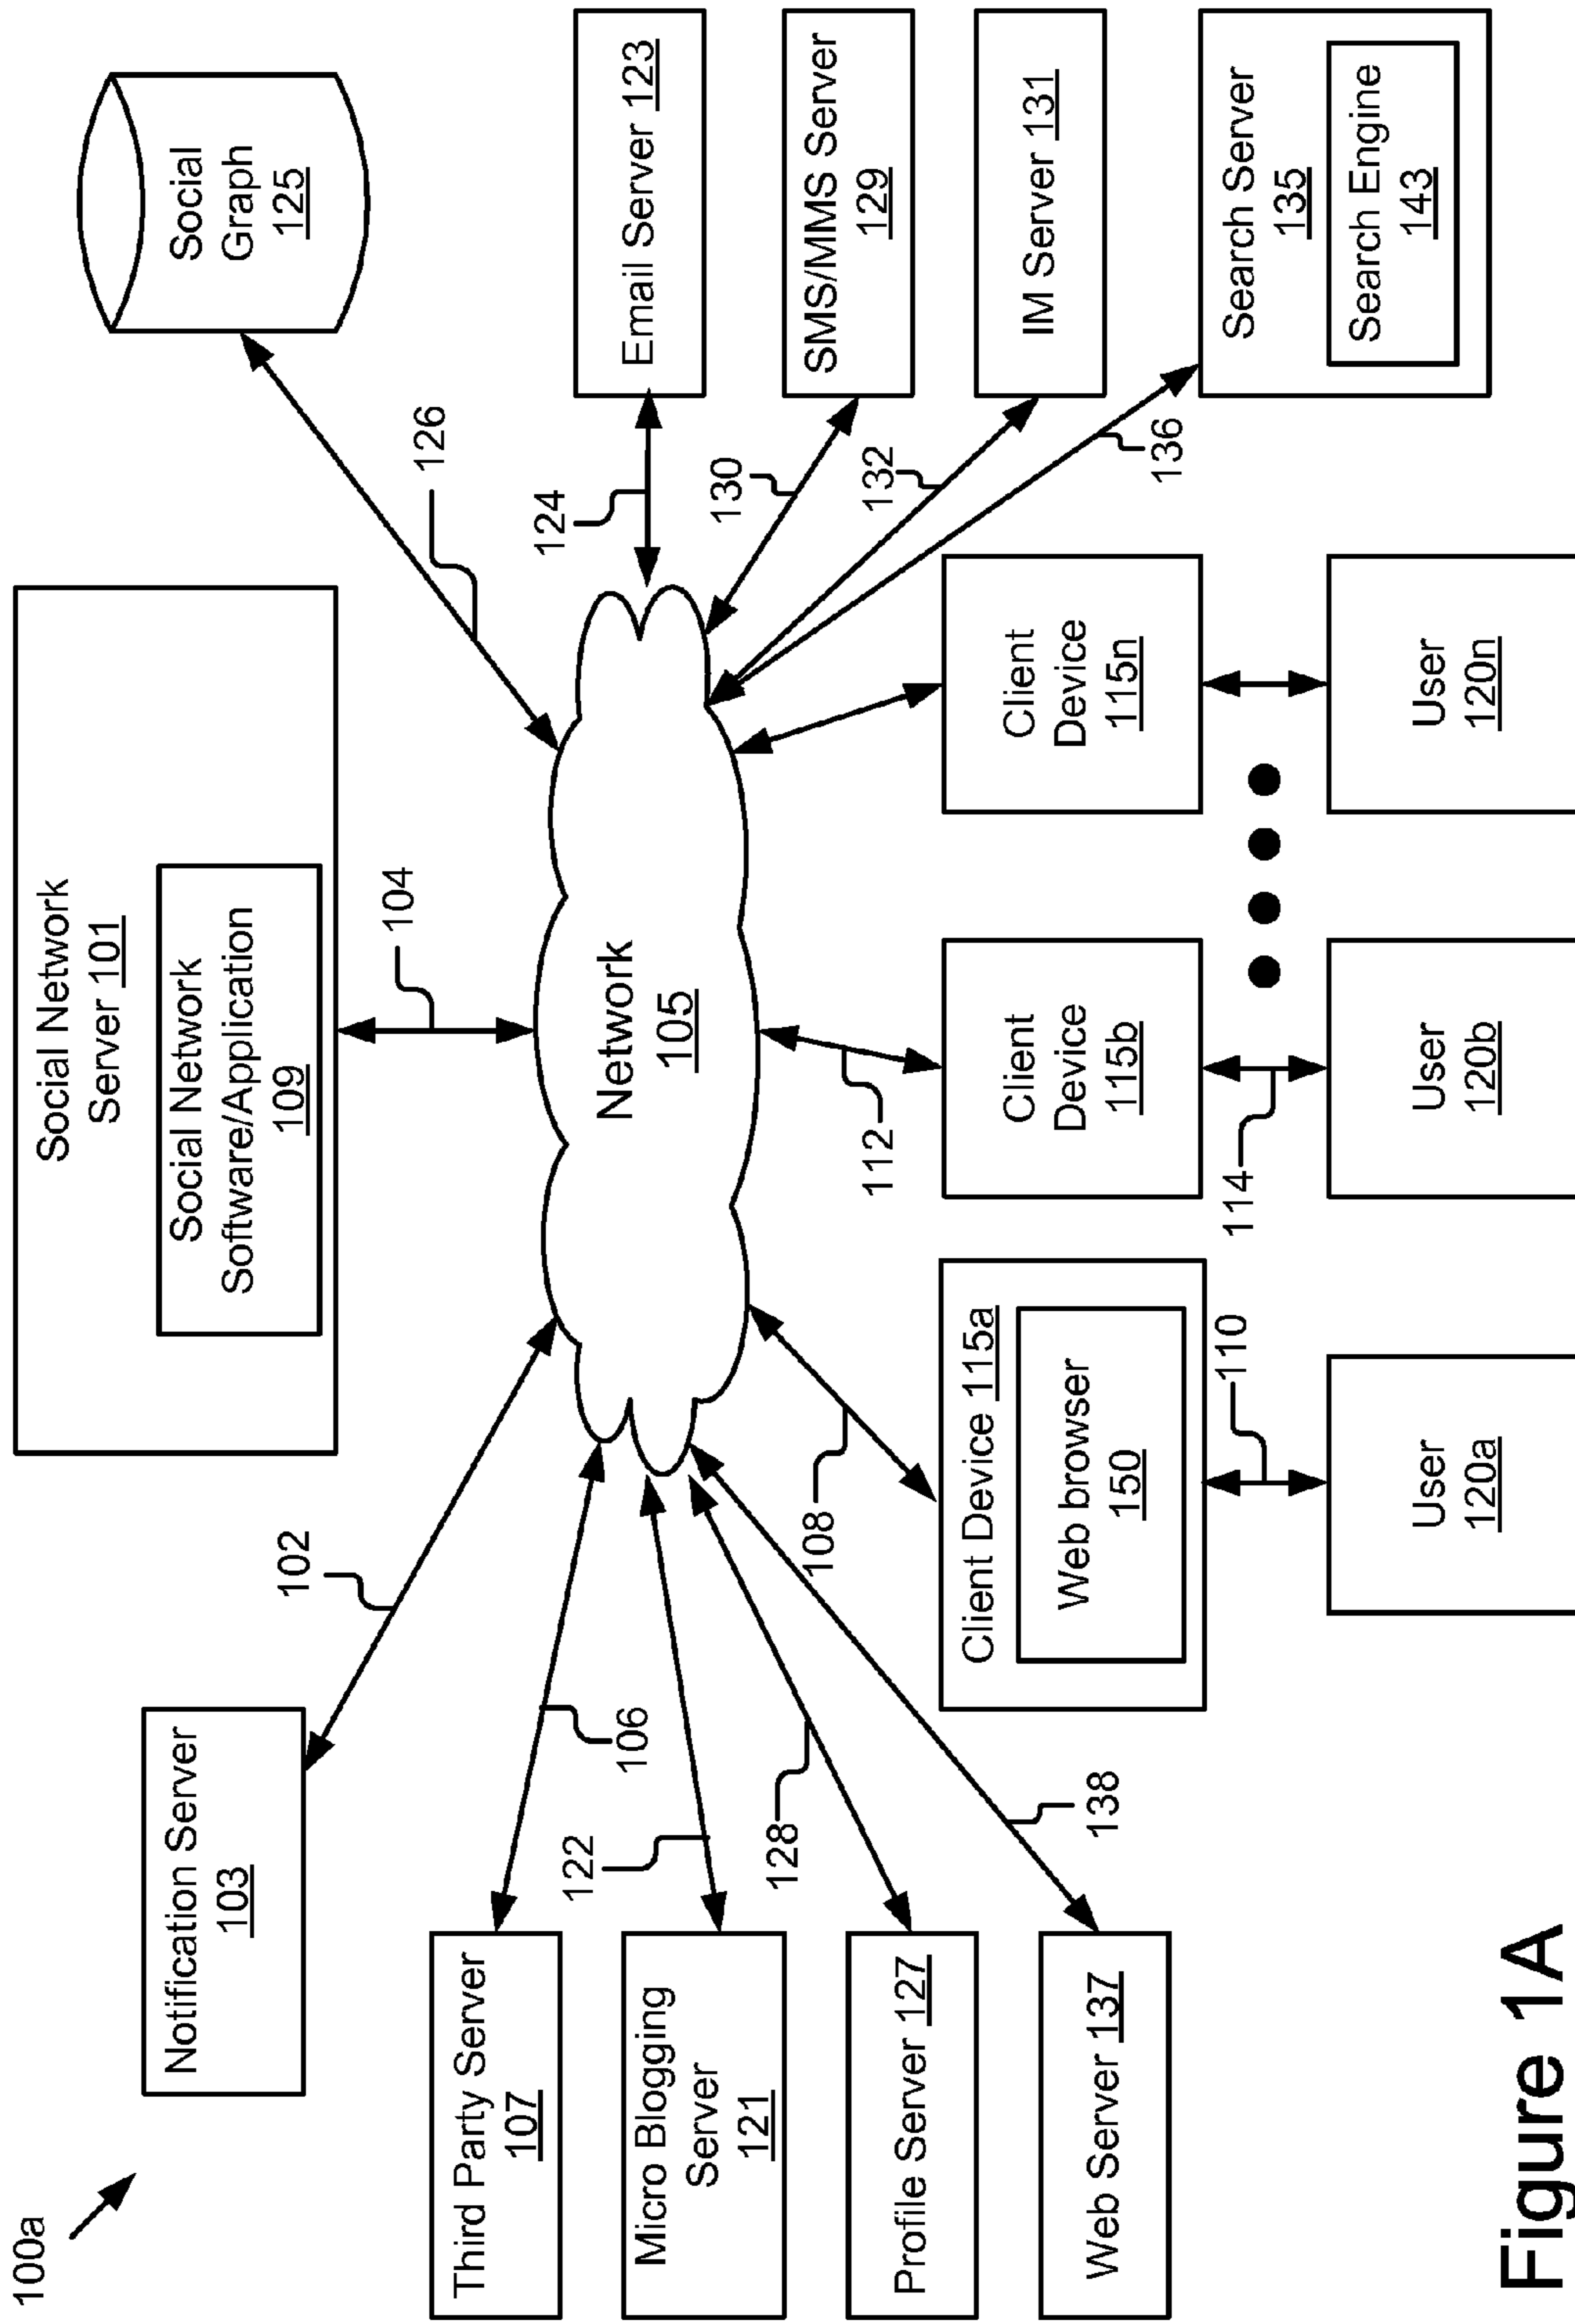 100a
Social Network
Server 101
Social Network
Software/Application
109
Social
Graph
125
Notification Server
103
102
104
126
Third Party Server
107
106
Micro Blogging
Server
121
122
Profile Server 127
128
Web Server 137
138
Network
105
124
Email Server 123
130
SMS/MMS Server
129
132
IM Server 131
136
Search Server
135
Search Engine
143
108
112
Client Device 115a
Web browser
150
Client
Device
115b
Client
Device
115n
110
114
User
120a
User
120b
User
120n
Figure 1A